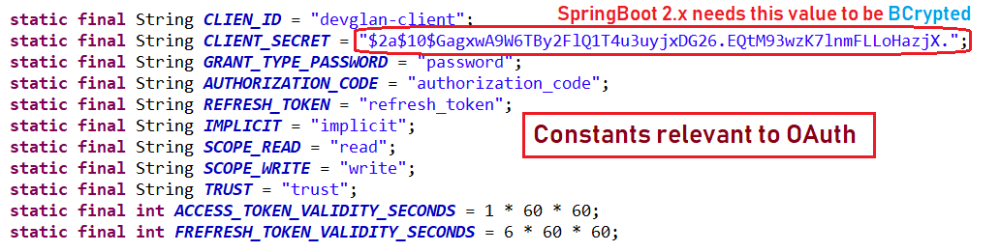 SpringBoot 2.x needs this value to be BCrypted
static final String CLIEN_ID = "devglan-client";
static final String CLIENT_SECRET = "$2a$10$GagxwA9W6TBy2FlQ1T4u3uyjxDG26.EQtM93wzK7lnmFLLoHazjX.";
static final String GRANT_TYPE_PASSWORD = "password";
static final String AUTHORIZATION_CODE = "authorization_code";
static final String REFRESH_TOKEN = "refresh_token";
static final String IMPLICIT = "implicit";
Constants relevant to OAuth
static final String SCOPE_READ = "read";
static final String SCOPE_WRITE = "write";
static final String TRUST = "trust";
static final int ACCESS_TOKEN_VALIDITY_SECONDS = 1 * 60 * 60;
static final int FREFRESH_TOKEN_VALIDITY_SECONDS = 6 * 60 * 60;